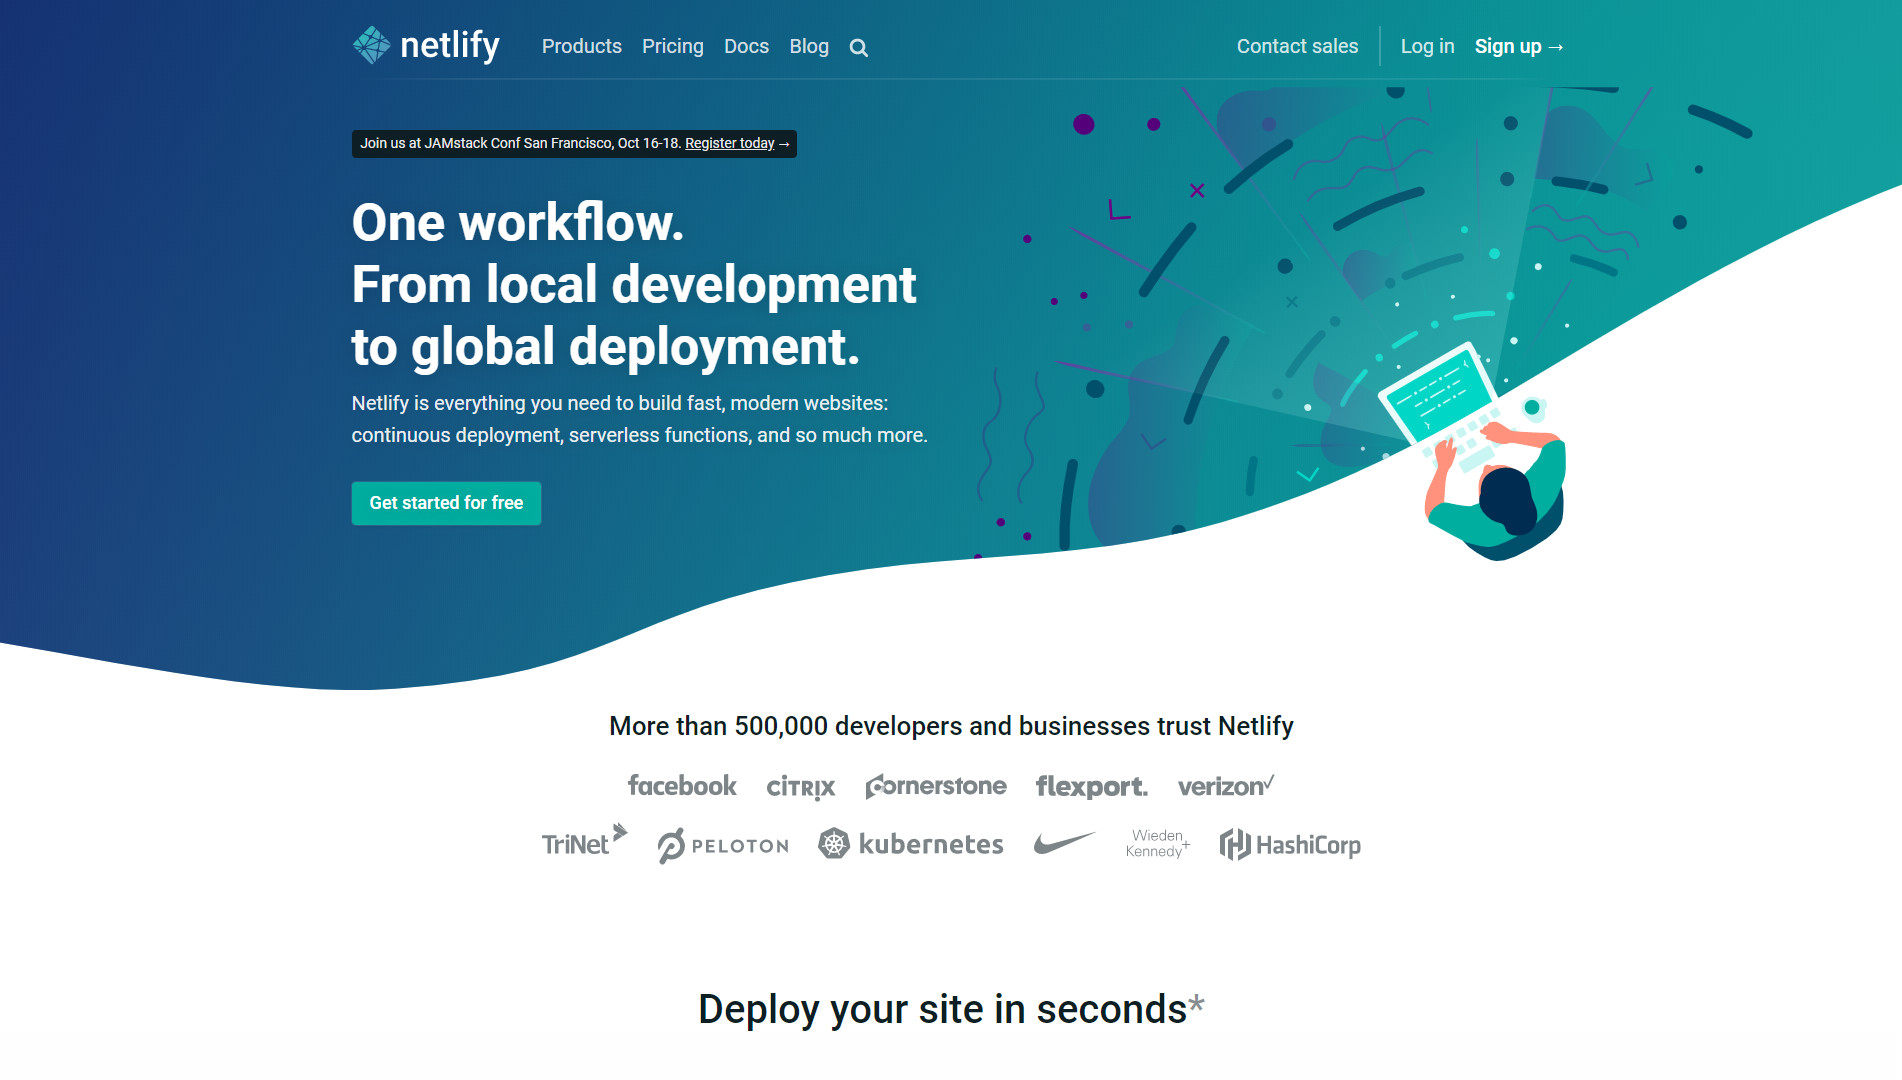 netlify Products Pricing Docs Blog Contact sales Log in Sign up →
Join us at JAMstack Conf San Francisco, Oct 16-18. Register today →
One workflow.
From local development
to global deployment.
Netlify is everything you need to build fast, modern websites:
continuous deployment, serverless functions, and so much more.
Get started for free
More than 500,000 developers and businesses trust Netlify
facebook CiTRIX Cornerstone flexport. verizon✓
TriNet PELOTON kubernetes Wieden Kennedy+ HashiCorp
Deploy your site in seconds*